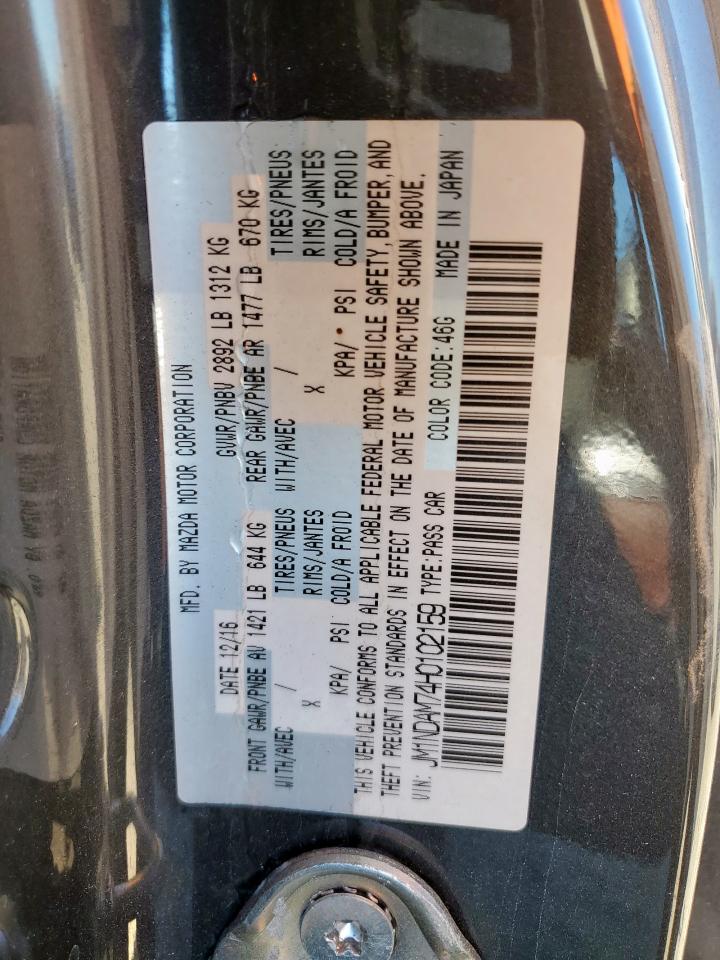 MFD. BY MAZDA MOTOR CORPORATION
DATE 12/16 GVWR/PNBV 2892 LB 1312 KG
FRONT GAWR/PNBE AV 1421 LB 644 KG REAR GAWR/PNBE AR 1477 LB 670 KG
WITH/AVEC / TIRES/PNEUS WITH/AVEC / TIRES/PNEUS
X RIMS/JANTES X RIMS/JANTES
KPA/ PSI COLD/A FROID KPA/ PSI COLD/A FROID
THIS VEHICLE CONFORMS TO ALL APPLICABLE FEDERAL MOTOR VEHICLE SAFETY, BUMPER, AND
THEFT PREVENTION STANDARDS IN EFFECT ON THE DATE OF MANUFACTURE SHOWN ABOVE.
VIN: JM1NDAM74H0102159 TYPE:PASS CAR COLOR CODE:46G MADE IN JAPAN